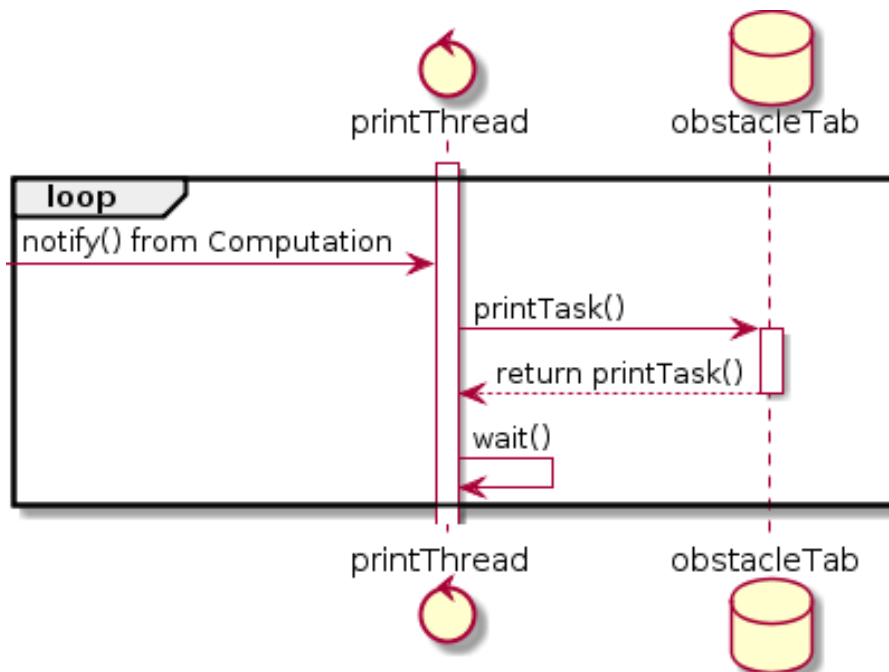 printThread
obstacleTab
loop
notify() from Computation
printTask()
return printTask()
wait()
printThread
obstacleTab